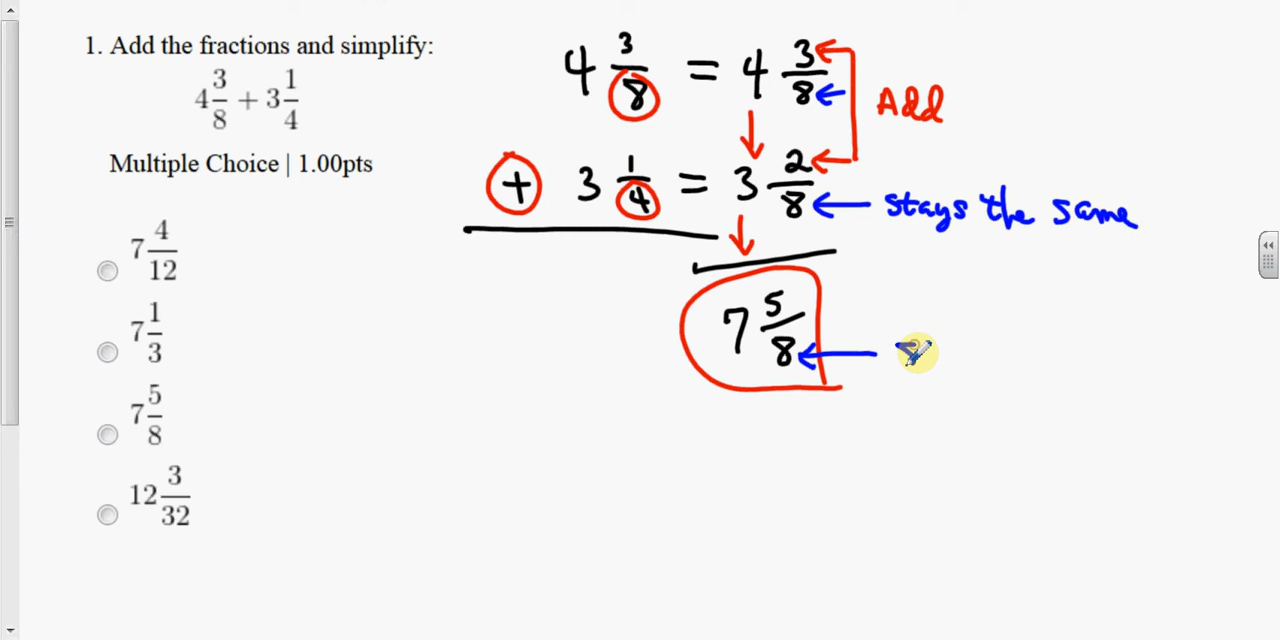 1. Add the fractions and simplify:
4 3/8 + 3 1/4
Multiple Choice | 1.00pts
7 4/12
7 1/3
7 5/8
12 3/32
4 3/8 = 4 3/8
Add
+ 3 1/4 = 3 2/8
stays the same
7 5/8